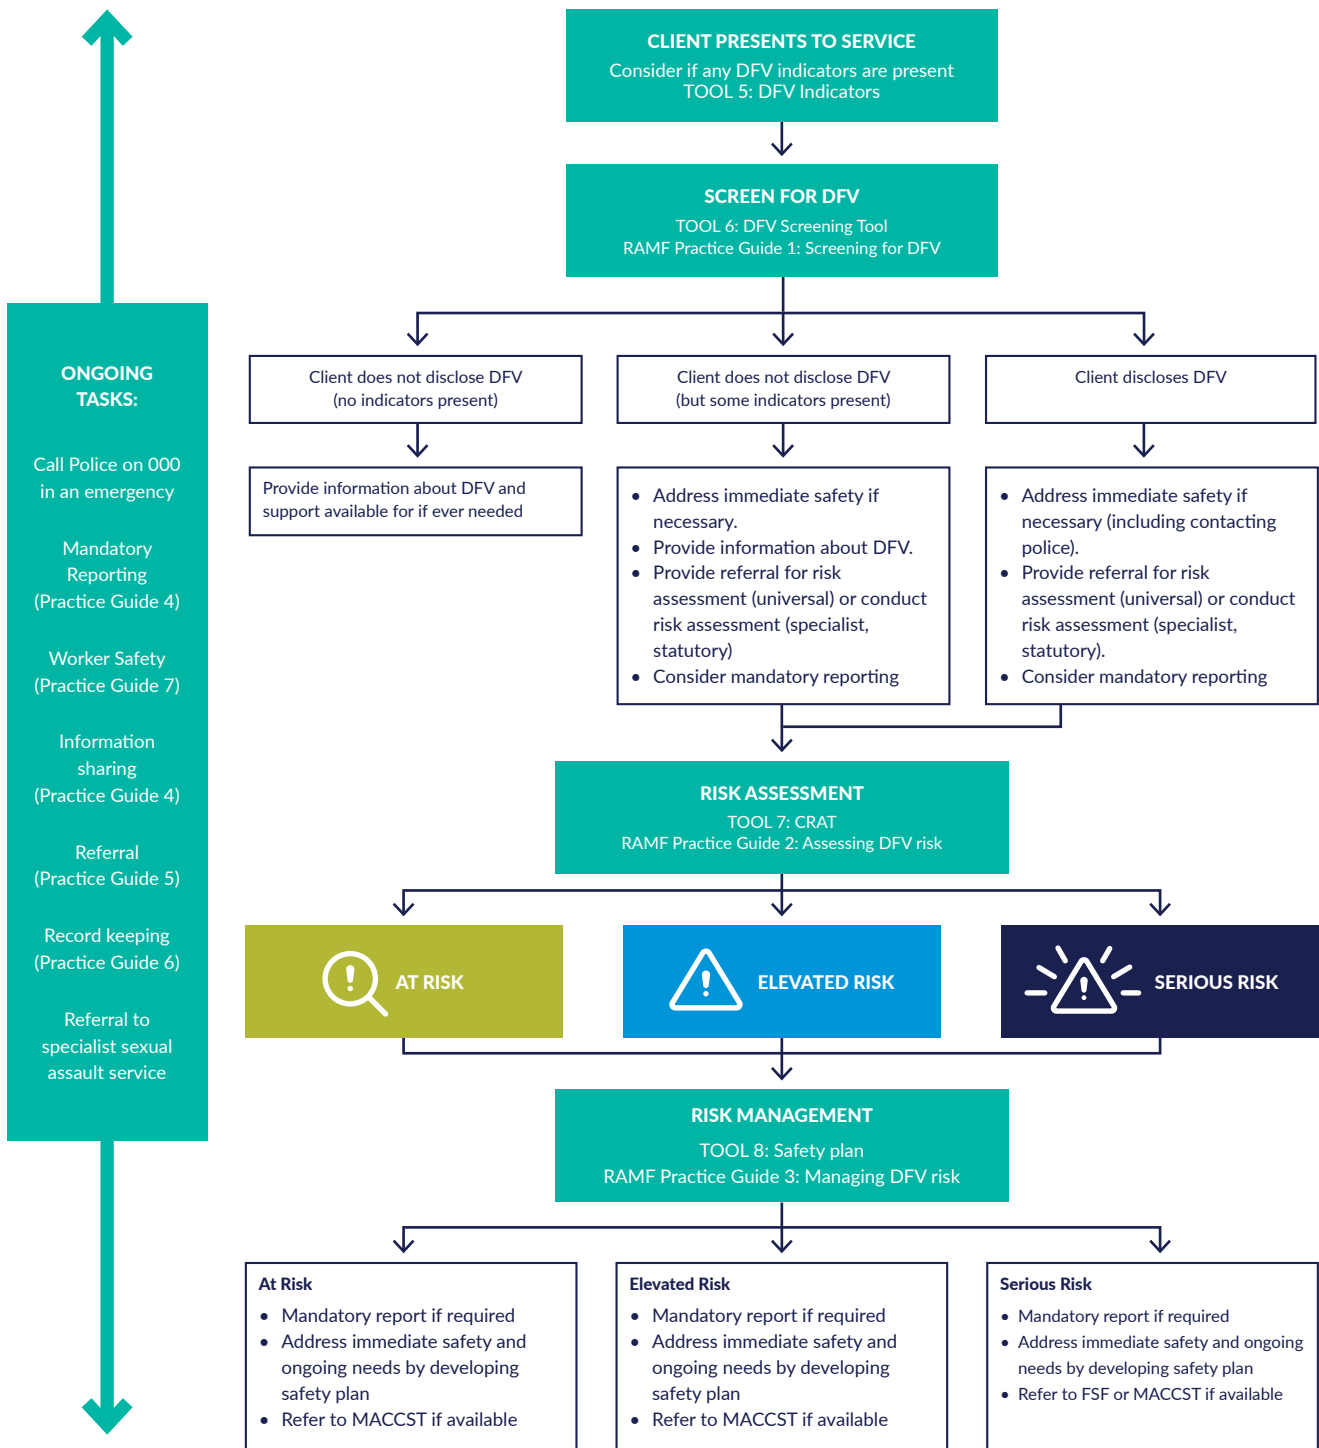 CLIENT PRESENTS TO SERVICE
Consider if any DFV indicators are present
TOOL 5: DFV Indicators
SCREEN FOR DFV
TOOL 6: DFV Screening Tool
RAMF Practice Guide 1: Screening for DFV
ONGOING
TASKS:
Call Police on 000
in an emergency
Mandatory
Reporting
(Practice Guide 4)
Worker Safety
(Practice Guide 7)
Information
sharing
(Practice Guide 4)
Referral
(Practice Guide 5)
Record keeping
(Practice Guide 6)
Referral to
specialist sexual
assault service
Client does not disclose DFV
(no indicators present)
Client does not disclose DFV
(but some indicators present)
Client discloses DFV
Provide information about DFV and
support available for if ever needed
• Address immediate safety if
necessary.
• Provide information about DFV.
• Provide referral for risk
assessment (universal) or conduct
risk assessment (specialist,
statutory)
• Consider mandatory reporting
• Address immediate safety if
necessary (including contacting
police).
• Provide referral for risk
assessment (universal) or conduct
risk assessment (specialist,
statutory).
• Consider mandatory reporting
RISK ASSESSMENT
TOOL 7: CRAT
RAMF Practice Guide 2: Assessing DFV risk
AT RISK
ELEVATED RISK
SERIOUS RISK
RISK MANAGEMENT
TOOL 8: Safety plan
RAMF Practice Guide 3: Managing DFV risk
At Risk
• Mandatory report if required
• Address immediate safety and
ongoing needs by developing
safety plan
• Refer to MACCST if available
Elevated Risk
• Mandatory report if required
• Address immediate safety and
ongoing needs by developing
safety plan
• Refer to MACCST if available
Serious Risk
• Mandatory report if required
• Address immediate safety and ongoing
needs by developing safety plan
• Refer to FSF or MACCST if available